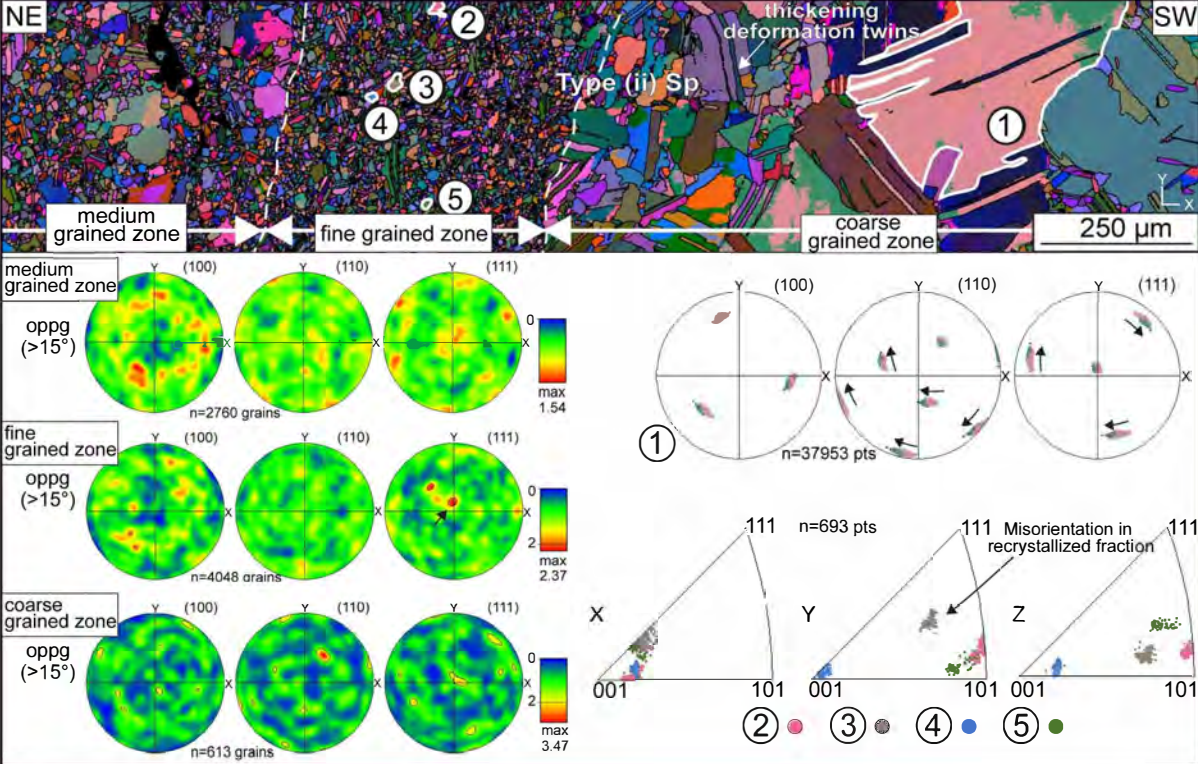 NE
SW
2
3
4
5
1
thickening
deformation twins
Type (ii) Sp
Y
X
medium
grained zone
fine grained zone
coarse
grained zone
250 µm
medium
grained zone
oppg
(>15°)
Y (100)
Y (110)
Y (111)
X
X
X
n=2760 grains
0
max
1.54
fine
grained zone
oppg
(>15°)
Y (100)
Y (110)
Y (111)
X
X
X
n=4048 grains
0
2
max
2.37
coarse
grained zone
oppg
(>15°)
Y (100)
Y (110)
Y (111)
X
X
X
n=613 grains
0
2
max
3.47
Y (100)
Y (110)
Y (111)
X
X
X
1
n=37953 pts
111
n=693 pts
111
Misorientation in
recrystallized fraction
111
X
Y
Z
001
101
001
101
001
101
2
3
4
5